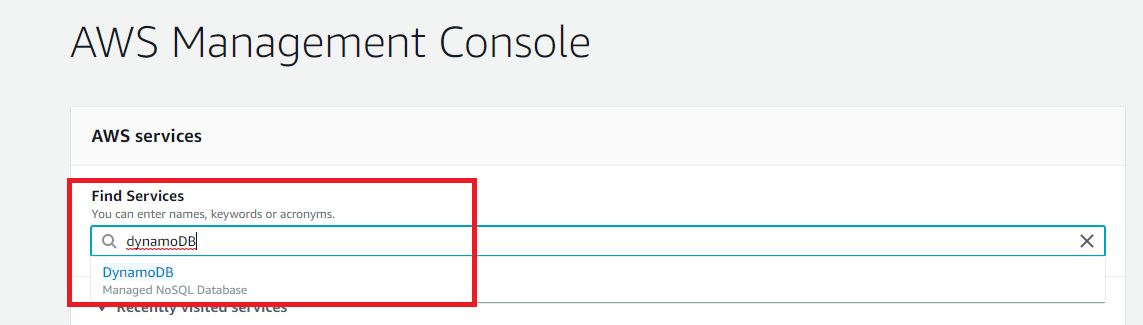 AWS Management Console
AWS services
Find Services
You can enter names, keywords or acronyms.
dynamoDB
DynamoDB
Managed NoSQL Database
Recently visited services